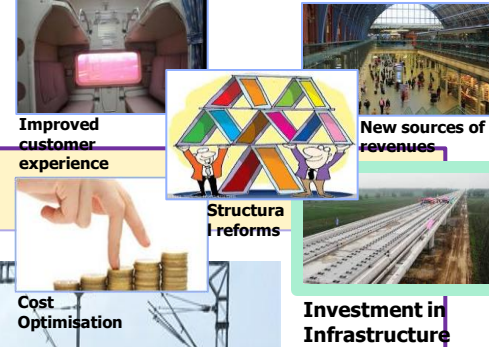 Improved
customer
experience
New sources of
revenues
Structura
l reforms
Cost
Optimisation
Investment in
Infrastructure